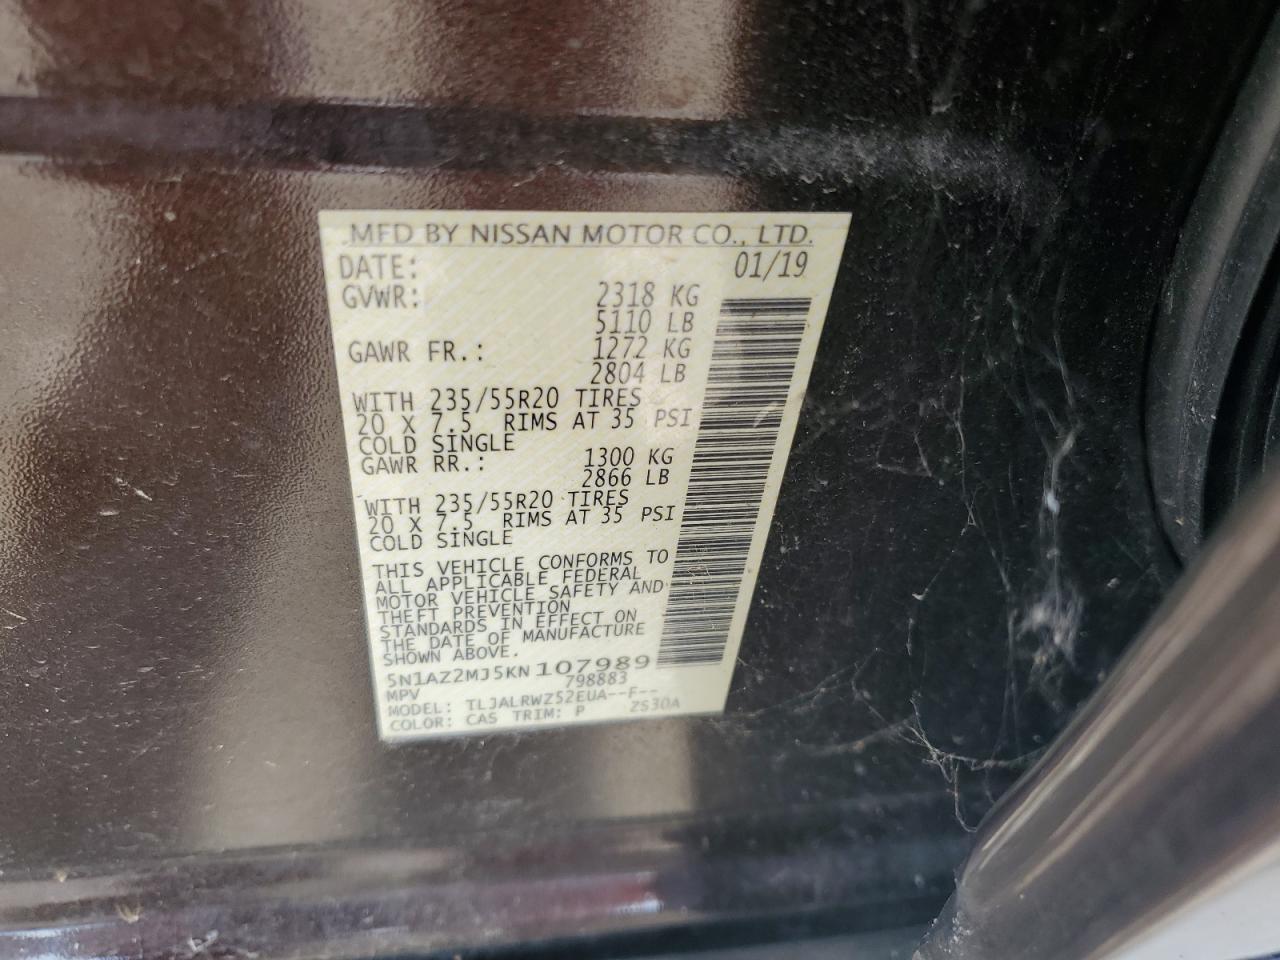 MFD BY NISSAN MOTOR CO., LTD.
DATE: 01/19
GVWR: 2318 KG
5110 LB
GAWR FR.: 1272 KG
2804 LB
WITH 235/55R20 TIRES
20 X 7.5 RIMS AT 35 PSI
COLD SINGLE
GAWR RR.: 1300 KG
2866 LB
WITH 235/55R20 TIRES
20 X 7.5 RIMS AT 35 PSI
COLD SINGLE
THIS VEHICLE CONFORMS TO
ALL APPLICABLE FEDERAL
MOTOR VEHICLE SAFETY AND
THEFT PREVENTION
STANDARDS IN EFFECT ON
THE DATE OF MANUFACTURE
SHOWN ABOVE.
5N1AZ2MJ5KN107989
MPV 798883
MODEL: TLJALRWZ52EUA--F--
COLOR: CAS TRIM: P ZS30A